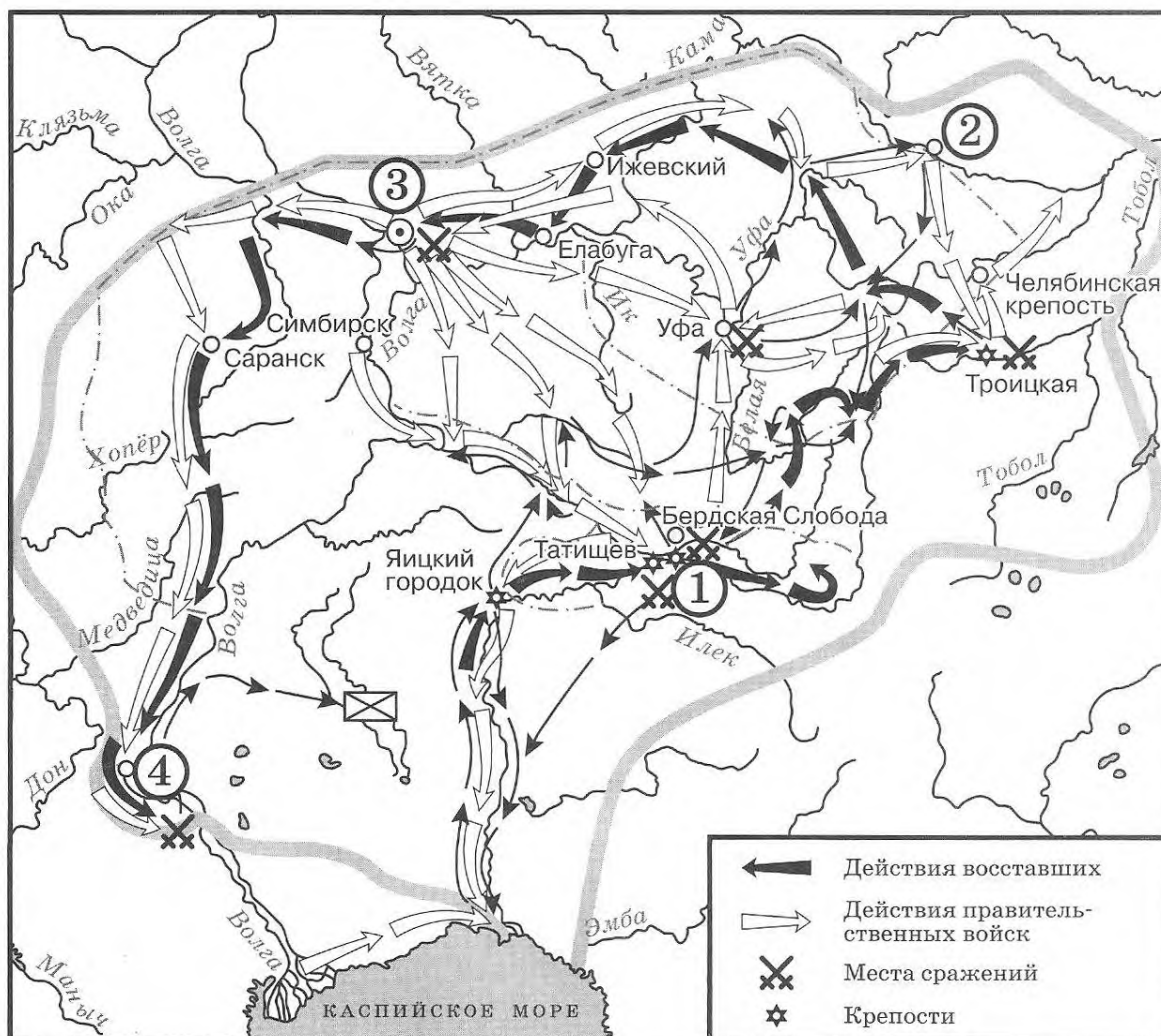 Клязьма
Волга
Вятка
Кама
2
Ижевский
Тобол
Ока
3
Уфа
Елабуга
Челябинская
крепость
Волга
Ик
Симбирск
Саранск
Уфа
Троицкая
Белая
Хопёр
Тобол
Бердская Слобода
Татищев
Яицкий
городок
1
Медведица
Волга
Илек
Дон
4
Волга
Эмба
Маныч
КАСПИЙСКОЕ МОРЕ
Действия восставших
Действия правитель-
ственных войск
Места сражений
Крепости